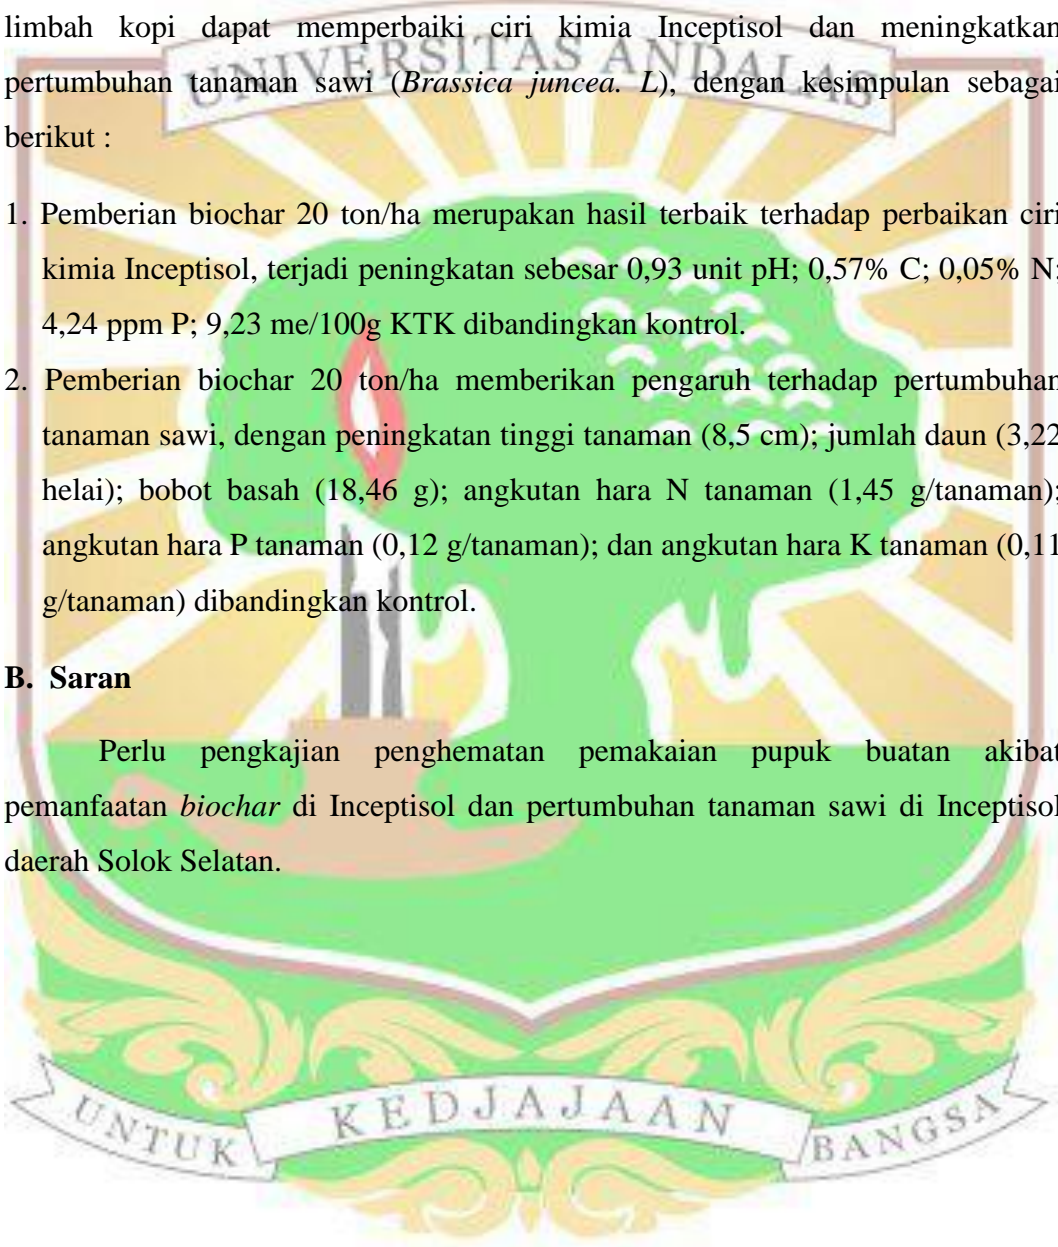 limbah kopi dapat memperbaiki ciri kimia Inceptisol dan meningkatkan
UNIVERSITAS ANDALAS
pertumbuhan tanaman sawi (Brassica juncea. L), dengan kesimpulan sebagai
berikut :
1. Pemberian biochar 20 ton/ha merupakan hasil terbaik terhadap perbaikan ciri
kimia Inceptisol, terjadi peningkatan sebesar 0,93 unit pH; 0,57% C; 0,05% N;
4,24 ppm P; 9,23 me/100g KTK dibandingkan kontrol.
2. Pemberian biochar 20 ton/ha memberikan pengaruh terhadap pertumbuhan
tanaman sawi, dengan peningkatan tinggi tanaman (8,5 cm); jumlah daun (3,22
helai); bobot basah (18,46 g); angkutan hara N tanaman (1,45 g/tanaman);
angkutan hara P tanaman (0,12 g/tanaman); dan angkutan hara K tanaman (0,11
g/tanaman) dibandingkan kontrol.
B. Saran
Perlu pengkajian penghematan pemakaian pupuk buatan akibat
pemanfaatan biochar di Inceptisol dan pertumbuhan tanaman sawi di Inceptisol
daerah Solok Selatan.
UNTUK KEDJAJAAN BANGSA